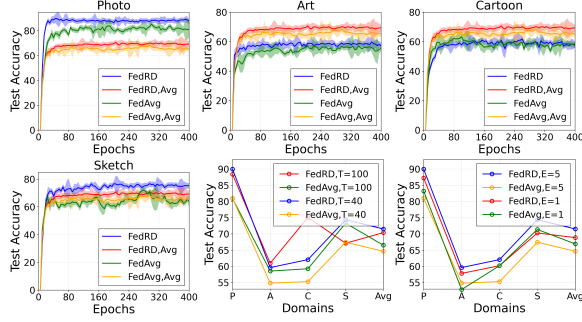 Photo
Test Accuracy
80
60
40
20
0
0 80 160 240 320 400
Epochs
FedRD
FedRD,Avg
FedAvg
FedAvg,Avg
Art
Test Accuracy
80
60
40
20
0
0 80 160 240 320 400
Epochs
FedRD
FedRD,Avg
FedAvg
FedAvg,Avg
Cartoon
Test Accuracy
80
60
40
20
0
0 80 160 240 320 400
Epochs
FedRD
FedRD,Avg
FedAvg
FedAvg,Avg
Sketch
Test Accuracy
80
60
40
20
0
0 80 160 240 320 400
Epochs
FedRD
FedRD,Avg
FedAvg
FedAvg,Avg
Test Accuracy
90
85
80
75
70
65
60
55
P A C S Avg
Domains
FedRD,T=100
FedAvg,T=100
FedRD,T=40
FedAvg,T=40
Test Accuracy
90
85
80
75
70
65
60
55
P A C S Avg
Domains
FedRD,E=5
FedAvg,E=5
FedRD,E=1
FedAvg,E=1